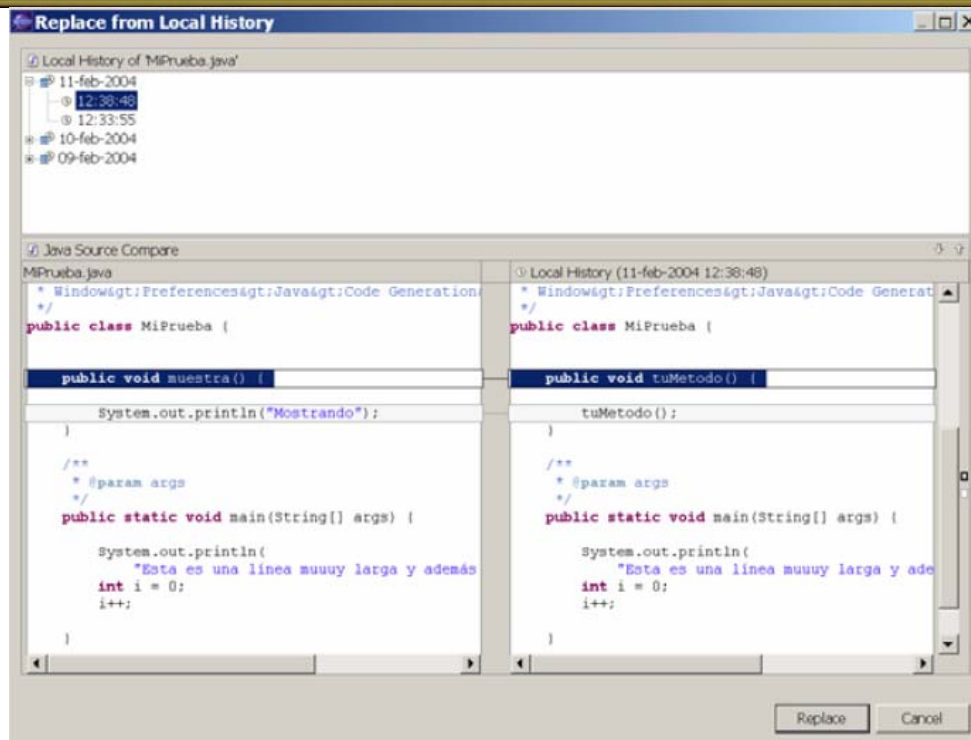 Replace from Local History
Local History of 'MiPrueba.java'
11-feb-2004
12:38:48
12:33:55
10-feb-2004
09-feb-2004
Java Source Compare
MiPrueba.java
* Window&gt;Preferences&gt;Java&gt;Code Generation
*/
public class MiPrueba {
public void muestra() {
System.out.println("Mostrando");
}
/**
* @param args
*/
public static void main(String[] args) {
System.out.println(
"Esta es una linea muuuy larga y además
int i = 0;
i++;
}
Local History (11-feb-2004 12:38:48)
* Window&gt;Preferences&gt;Java&gt;Code Generat
*/
public class MiPrueba {
public void tuMetodo() {
tuMetodo();
}
/**
* @param args
*/
public static void main(String[] args) {
System.out.println(
"Esta es una linea muuuy larga y ade
int i = 0;
i++;
}
Replace
Cancel